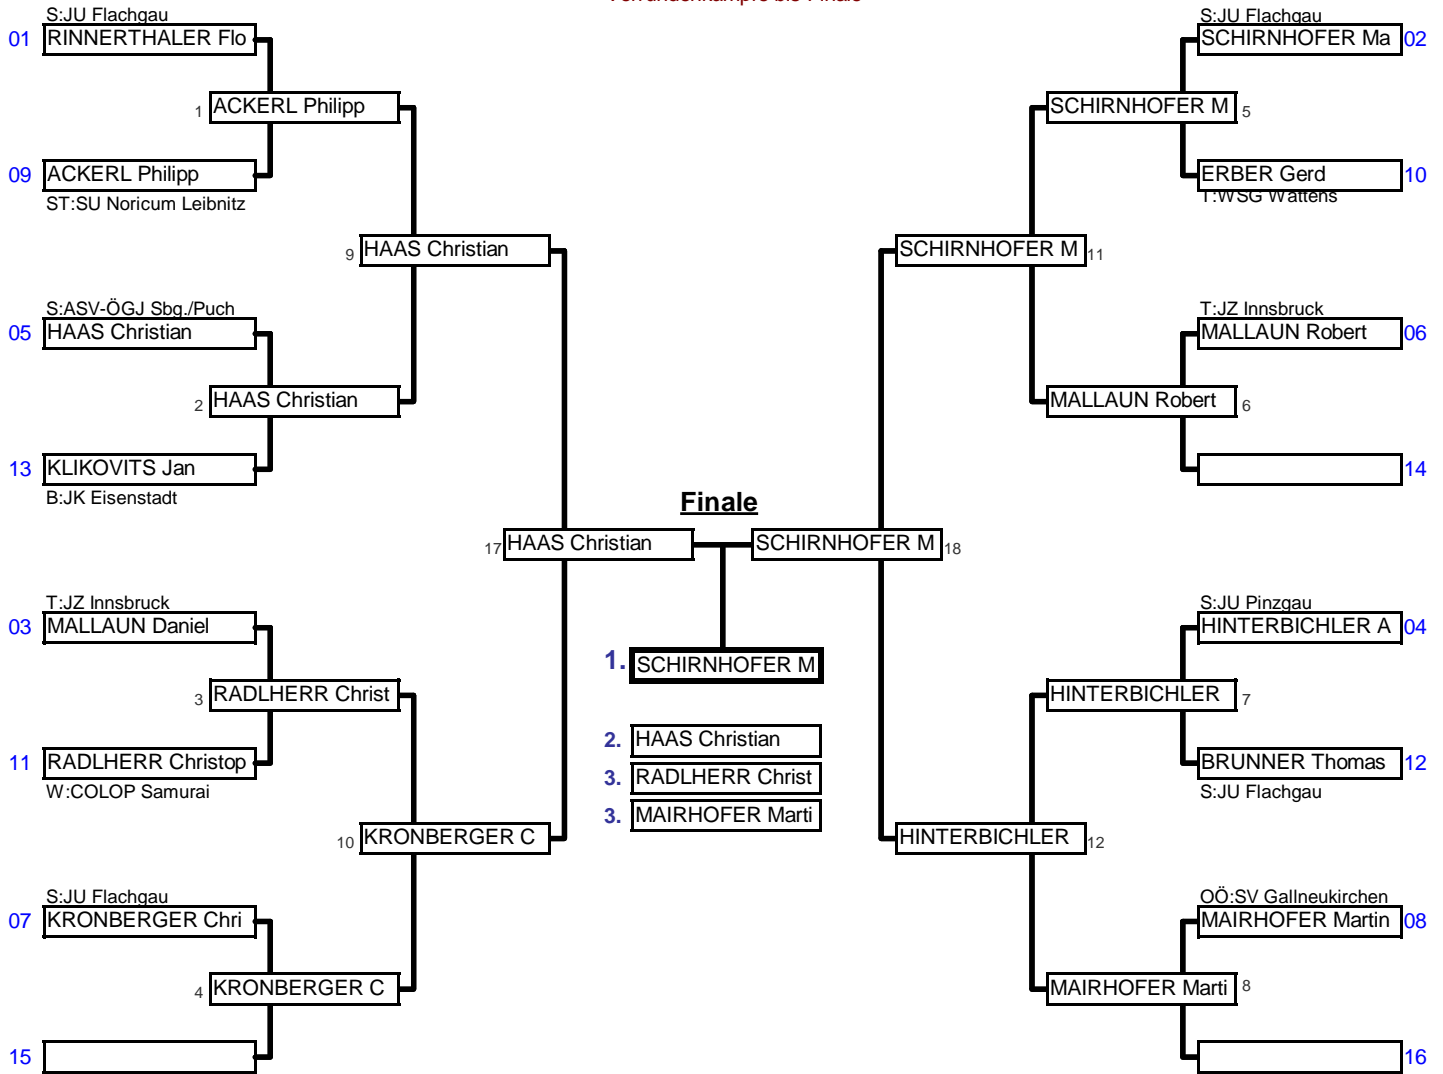 S:JU Flachgau
01 RINNERTHALER Flo
1 ACKERL Philipp
09 ACKERL Philipp
ST:SU Noricum Leibnitz
9 HAAS Christian
S:ASV-ÖGJ Sbg./Puch
05 HAAS Christian
2 HAAS Christian
13 KLIKOVITS Jan
B:JK Eisenstadt
17 HAAS Christian
T:JZ Innsbruck
03 MALLAUN Daniel
3 RADLHERR Christ
11 RADLHERR Christop
W:COLOP Samurai
10 KRONBERGER C
S:JU Flachgau
07 KRONBERGER Chri
4 KRONBERGER C
15
Finale
1. SCHIRNHOFER M
2. HAAS Christian
3. RADLHERR Christ
3. MAIRHOFER Marti
S:JU Flachgau
SCHIRNHOFER Ma 02
SCHIRNHOFER M 5
ERBER Gerd 10
T:WSG Wattens
SCHIRNHOFER M 11
T:JZ Innsbruck
MALLAUN Robert 06
MALLAUN Robert 6
14
SCHIRNHOFER M 18
S:JU Pinzgau
HINTERBICHLER A 04
HINTERBICHLER 7
BRUNNER Thomas 12
S:JU Flachgau
HINTERBICHLER 12
OÖ:SV Gallneukirchen
MAIRHOFER Martin 08
MAIRHOFER Marti 8
16